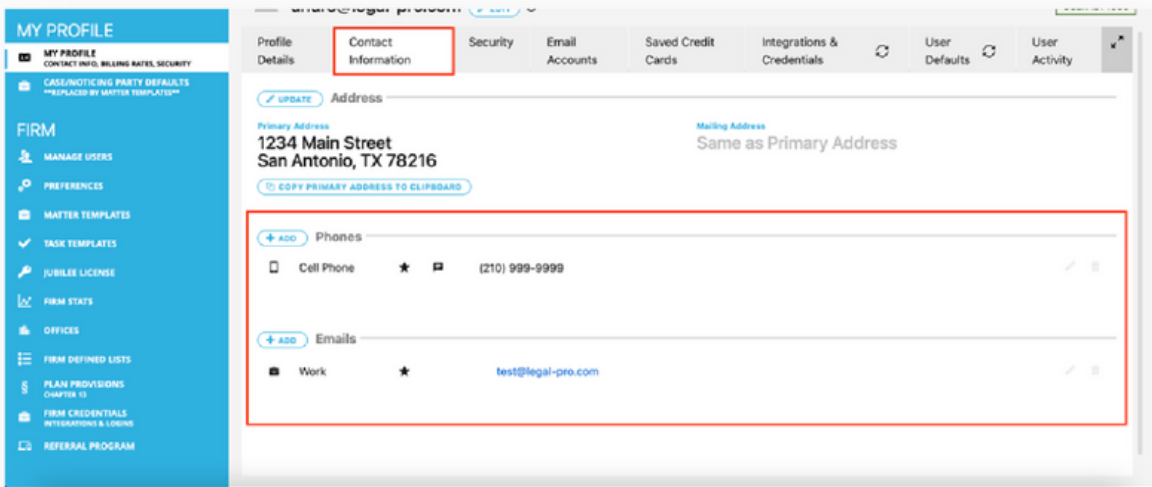 MY PROFILE
MY PROFILE
CONTACT INFO, BILLING RATES, SECURITY
CASE/NOTICING PARTY DEFAULTS
**REPLACED BY MATTER TEMPLATES**
FIRM
MANAGE USERS
PREFERENCES
MATTER TEMPLATES
TASK TEMPLATES
JUBILEE LICENSE
FIRM STATS
OFFICES
FIRM DEFINED LISTS
§ PLAN PROVISIONS
CHAPTER 13
FIRM CREDENTIALS
INTEGRATIONS & LOGINS
REFERRAL PROGRAM
Profile Details
Contact Information
Security
Email Accounts
Saved Credit Cards
Integrations & Credentials
User Defaults
User Activity
UPDATE Address
Primary Address
1234 Main Street
San Antonio, TX 78216
COPY PRIMARY ADDRESS TO CLIPBOARD
Mailing Address
Same as Primary Address
+ ADD Phones
Cell Phone (210) 999-9999
+ ADD Emails
Work test@legal-pro.com